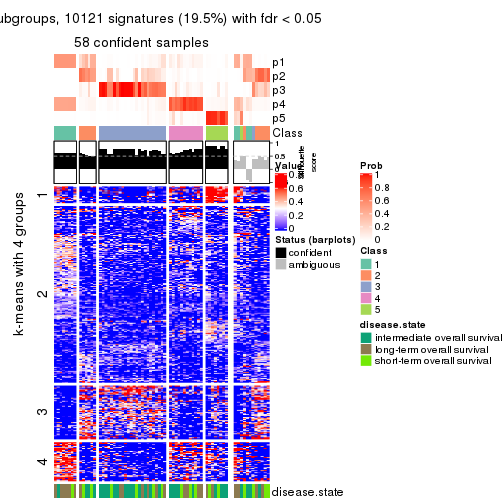 ubgroups, 10121 signatures (19.5%) with fdr < 0.05
58 confident samples
p1
p2
p3
p4
p5
Class
1
0.5
0
Silhouette
score
k-means with 4 groups
1
2
3
4
disease.state
Value
0.8
0.6
0.4
0.2
0
Status (barplots)
confident
ambiguous
Prob
1
0.8
0.6
0.4
0.2
0
Class
1
2
3
4
5
disease.state
intermediate overall survival
long-term overall survival
short-term overall survival